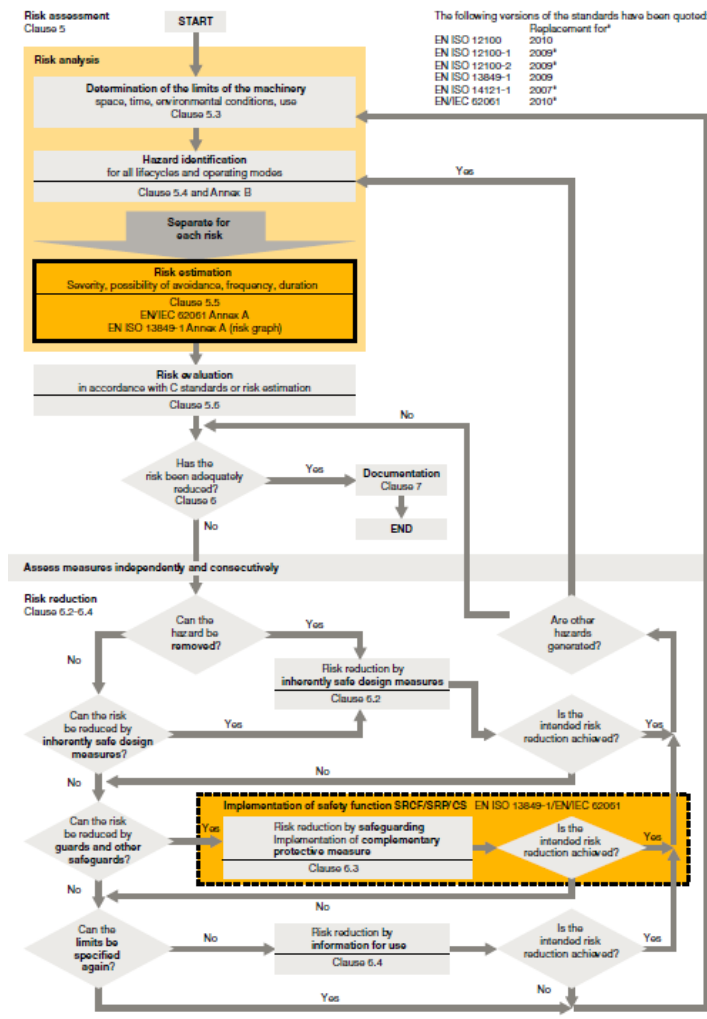 Risk assessment
Clause 5
START
The following versions of the standards have been quoted
Replacement for*
EN ISO 12100 2010
EN ISO 12100-1 2009*
EN ISO 12100-2 2009*
EN ISO 13849-1 2009
EN ISO 14121-1 2007*
EN/IEC 62061 2010*
Risk analysis
Determination of the limits of the machinery
space, time, environmental conditions, use
Clause 5.3
Hazard identification
for all lifecycles and operating modes
Clause 5.4 and Annex B
Yes
Separate for
each risk
Risk estimation
Severity, possibility of avoidance, frequency, duration
Clause 5.5
EN/IEC 62061 Annex A
EN ISO 13849-1 Annex A (risk graph)
Risk evaluation
in accordance with C standards or risk estimation
Clause 5.6
No
Has the
risk been adequately
reduced?
Clause 6
Yes
Documentation
Clause 7
END
No
Assess measures independently and consecutively
Risk reduction
Clause 6.2-6.4
Can the
hazard be
removed?
Yes
No
Are other
hazards
generated?
Risk reduction by
inherently safe design measures
Clause 6.2
Can the risk
be reduced by
inherently safe design
measures?
Yes
Is the
intended risk
reduction achieved?
Yes
No
No
Implementation of safety function SRCF/SRP/CS EN ISO 13849-1/EN/IEC 62061
Can the risk
be reduced by
guards and other
safeguards?
Yes
Risk reduction by safeguarding
Implementation of complementary
protective measure
Clause 6.3
Is the
intended risk
reduction achieved?
Yes
No
No
Can the
limits be
specified
again?
No
Risk reduction by
information for use
Clause 6.4
Is the
intended risk
reduction achieved?
Yes
No
Yes